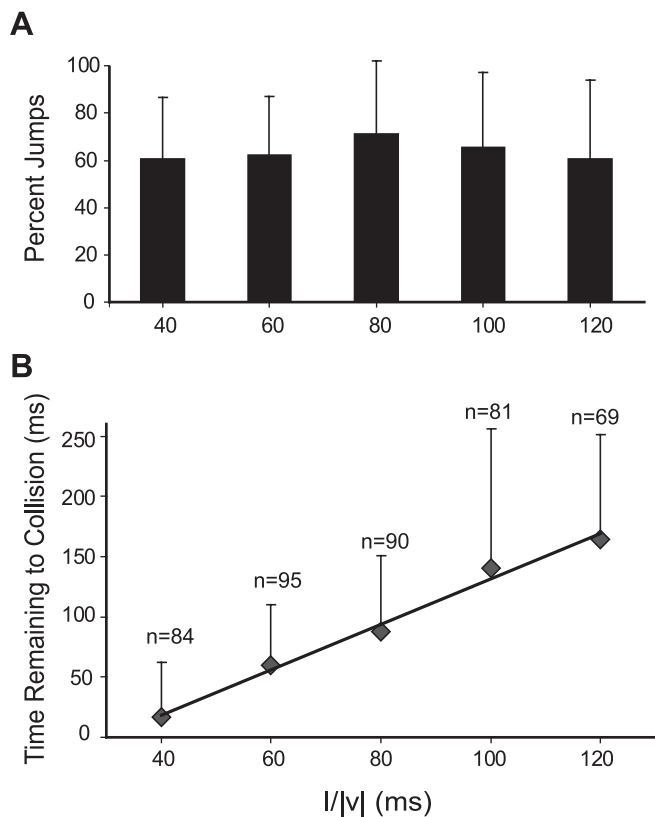 A
Percent Jumps
100
80
60
40
20
0
40 60 80 100 120
B
Time Remaining to Collision (ms)
250
200
150
100
50
0
n=84
n=95
n=90
n=81
n=69
40 60 80 100 120
l/|v| (ms)